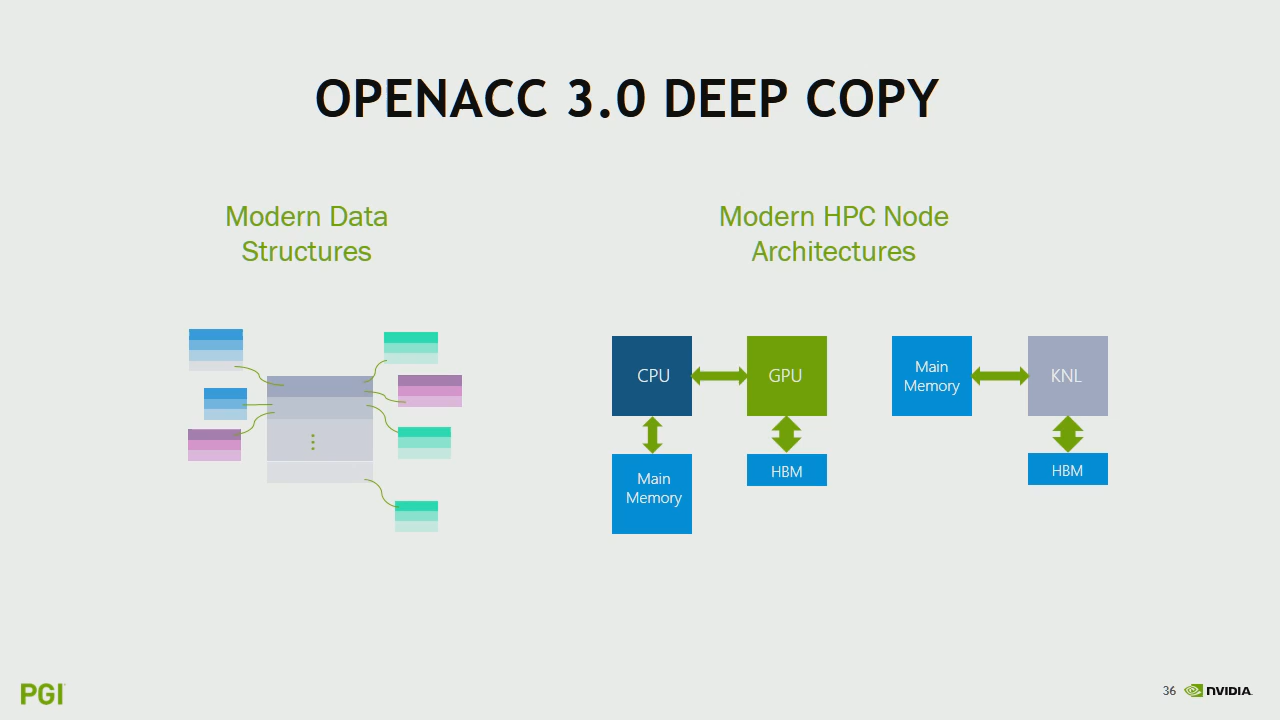 OPENACC 3.0 DEEP COPY
Modern Data
Structures
Modern HPC Node
Architectures
CPU
GPU
Main
Memory
KNL
Main
Memory
HBM
HBM
PGI
36
NVIDIA